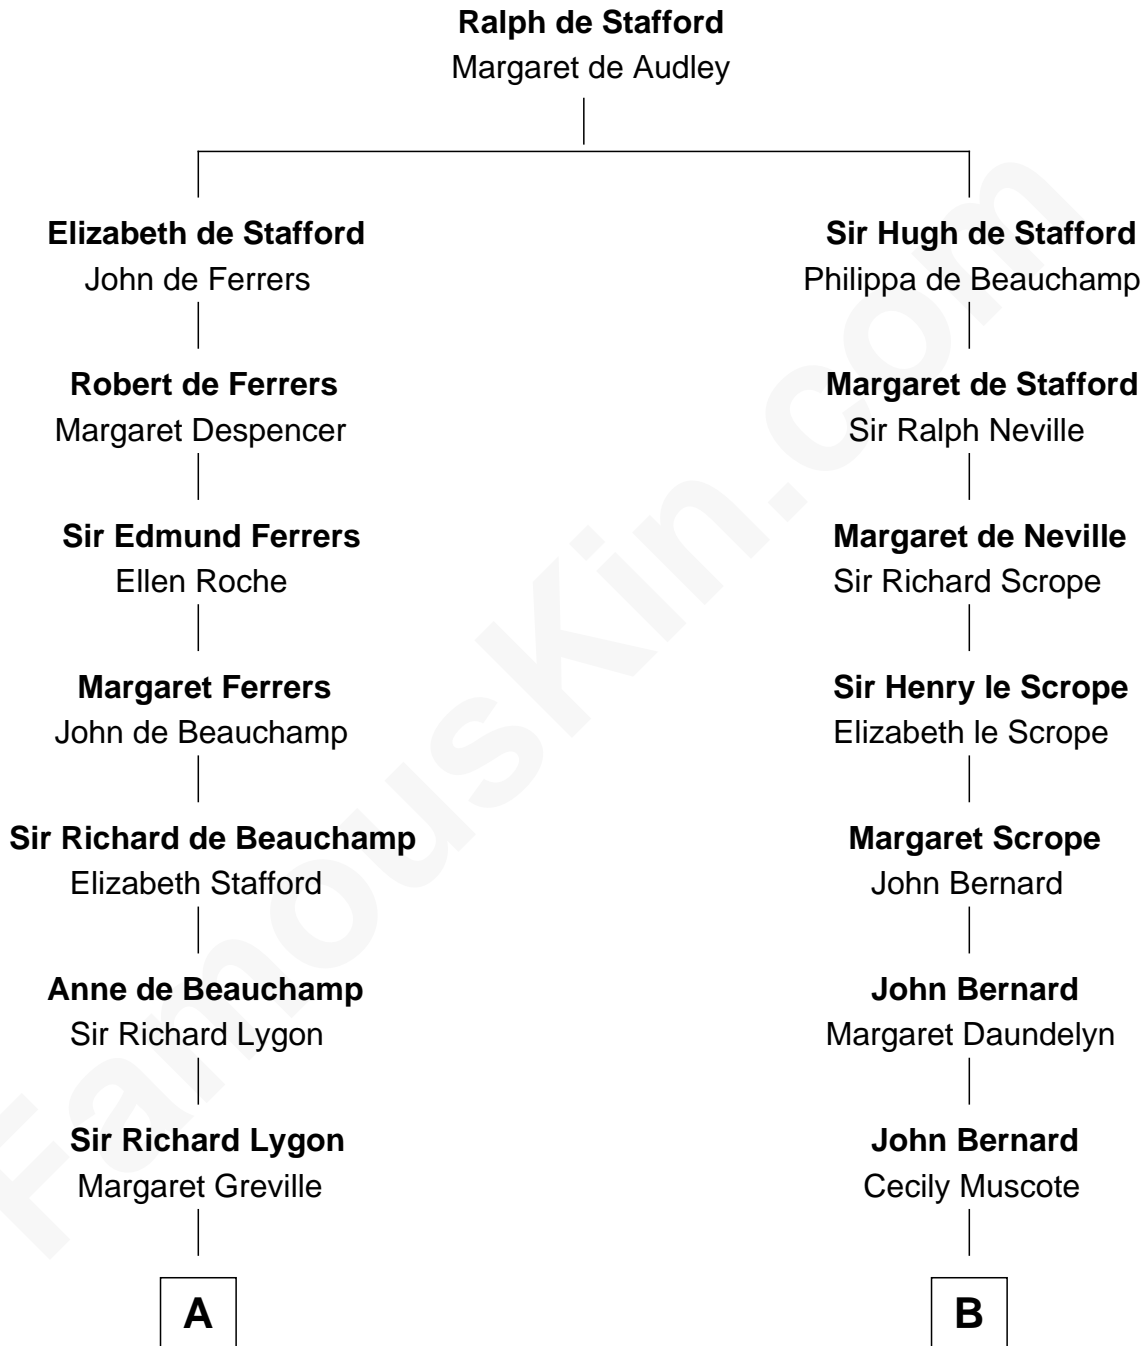 Ralph de Stafford
Margaret de Audley
Elizabeth de Stafford
John de Ferrers
Robert de Ferrers
Margaret Despencer
Sir Edmund Ferrers
Ellen Roche
Margaret Ferrers
John de Beauchamp
Sir Richard de Beauchamp
Elizabeth Stafford
Anne de Beauchamp
Sir Richard Lygon
Sir Richard Lygon
Margaret Greville
A
Sir Hugh de Stafford
Philippa de Beauchamp
Margaret de Stafford
Sir Ralph Neville
Margaret de Neville
Sir Richard Scrope
Sir Henry le Scrope
Elizabeth le Scrope
Margaret Scrope
John Bernard
John Bernard
Margaret Daundelyn
John Bernard
Cecily Muscote
B
FamousKin.com